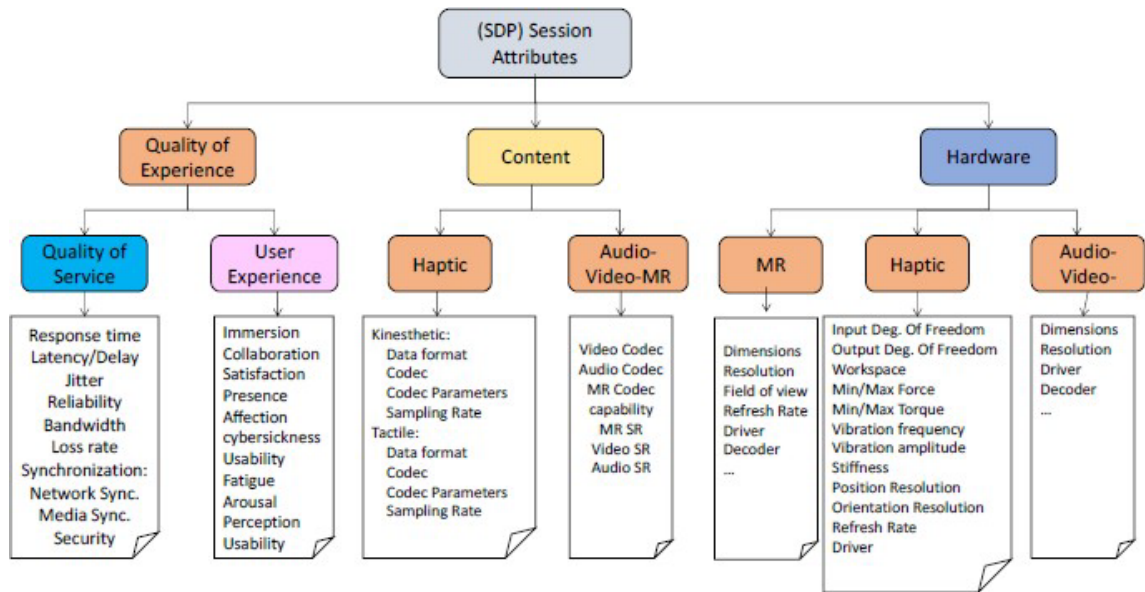 (SDP) Session
Attributes
Quality of
Experience
Content
Hardware
Quality of
Service
User
Experience
Haptic
Audio-
Video-MR
MR
Haptic
Audio-
Video-
Response time
Latency/Delay
Jitter
Reliability
Bandwidth
Loss rate
Synchronization:
Network Sync.
Media Sync.
Security
Immersion
Collaboration
Satisfaction
Presence
Affection
cybersickness
Usability
Fatigue
Arousal
Perception
Usability
Kinesthetic:
Data format
Codec
Codec Parameters
Sampling Rate
Tactile:
Data format
Codec
Codec Parameters
Sampling Rate
Video Codec
Audio Codec
MR Codec
capability
MR SR
Video SR
Audio SR
Dimensions
Resolution
Field of view
Refresh Rate
Driver
Decoder
...
Input Deg. Of Freedom
Output Deg. Of Freedom
Workspace
Min/Max Force
Min/Max Torque
Vibration frequency
Vibration amplitude
Stiffness
Position Resolution
Orientation Resolution
Refresh Rate
Driver
Dimensions
Resolution
Driver
Decoder
...